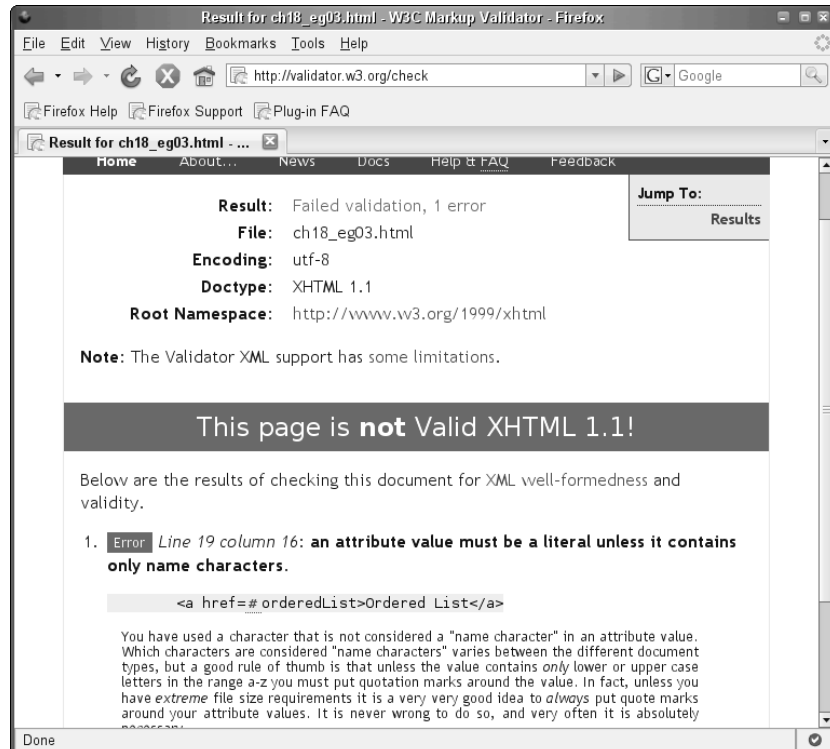 Result for ch18_eg03.html - W3C Markup Validator - Firefox
File Edit View History Bookmarks Tools Help
http://validator.w3.org/check
G Google
Firefox Help Firefox Support Plug-in FAQ
Result for ch18_eg03.html - ...
Home About... News Docs Help & FAQ Feedback
Jump To:
Results
Result: Failed validation, 1 error
File: ch18_eg03.html
Encoding: utf-8
Doctype: XHTML 1.1
Root Namespace: http://www.w3.org/1999/xhtml
Note: The Validator XML support has some limitations.
This page is not Valid XHTML 1.1!
Below are the results of checking this document for XML well-formedness and
validity.
1. Error Line 19 column 16: an attribute value must be a literal unless it contains
only name characters.
<a href=#orderedList>Ordered List</a>
You have used a character that is not considered a "name character" in an attribute value.
Which characters are considered "name characters" varies between the different document
types, but a good rule of thumb is that unless the value contains only lower or upper case
letters in the range a-z you must put quotation marks around the value. In fact, unless you
have extreme file size requirements it is a very very good idea to always put quote marks
around your attribute values. It is never wrong to do so, and very often it is absolutely
Done